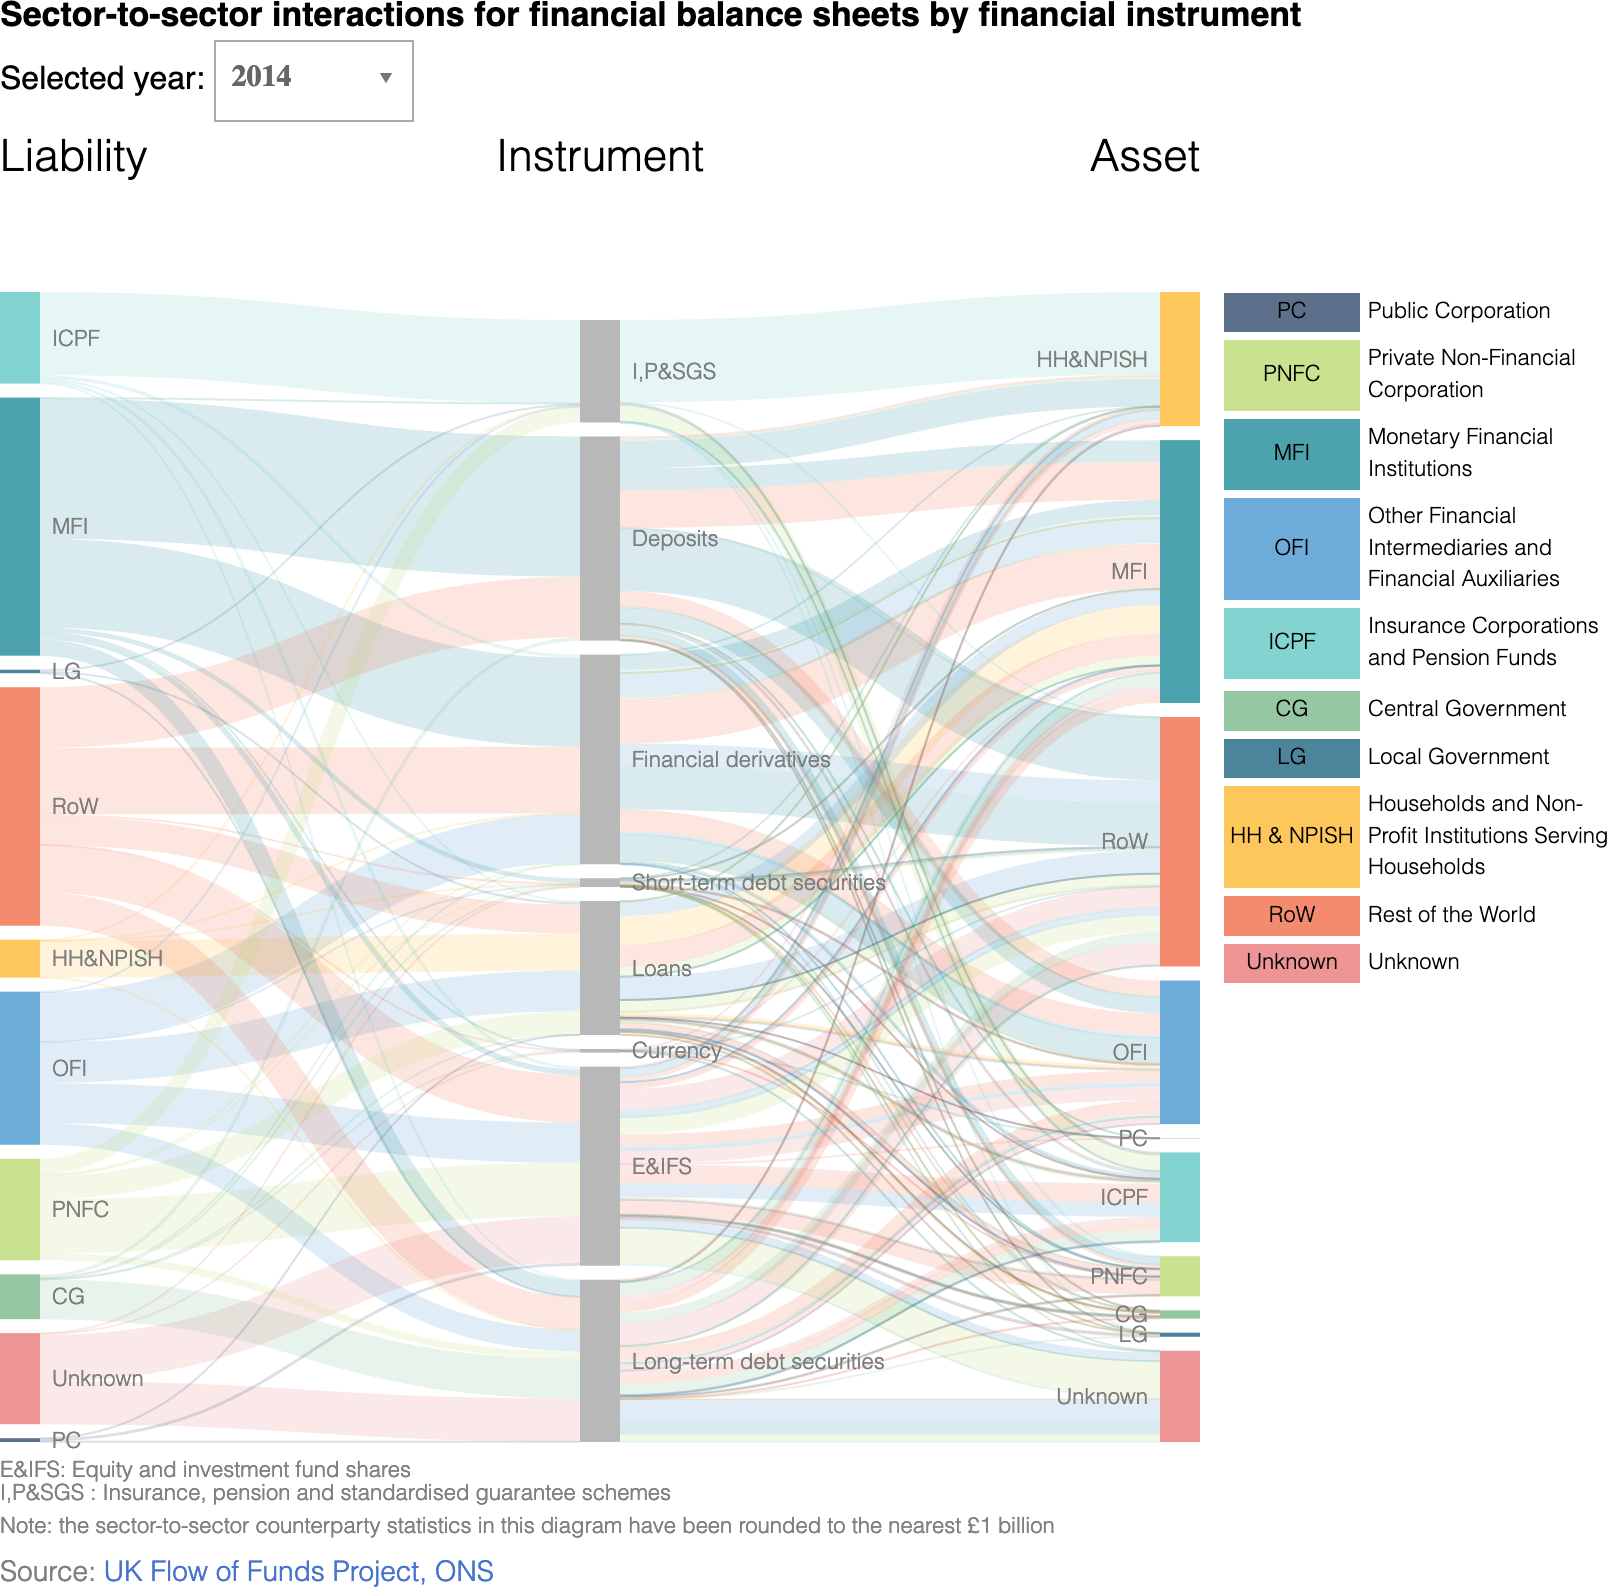 Sector-to-sector interactions for financial balance sheets by financial instrument
Selected year: 2014
Liability Instrument Asset
ICPF
MFI
LG
RoW
HH&NPISH
OFI
PNFC
CG
Unknown
PC
I,P&SGS
Deposits
Financial derivatives
Short-term debt securities
Loans
Currency
E&IFS
Long-term debt securities
HH&NPISH
MFI
RoW
OFI
PC
ICPF
PNFC
CG
LG
Unknown
PC Public Corporation
PNFC Private Non-Financial
Corporation
MFI Monetary Financial
Institutions
OFI Other Financial
Intermediaries and
Financial Auxiliaries
ICPF Insurance Corporations
and Pension Funds
CG Central Government
LG Local Government
HH & NPISH Households and Non-
Profit Institutions Serving
Households
RoW Rest of the World
Unknown Unknown
E&IFS: Equity and investment fund shares
I,P&SGS : Insurance, pension and standardised guarantee schemes
Note: the sector-to-sector counterparty statistics in this diagram have been rounded to the nearest £1 billion
Source: UK Flow of Funds Project, ONS